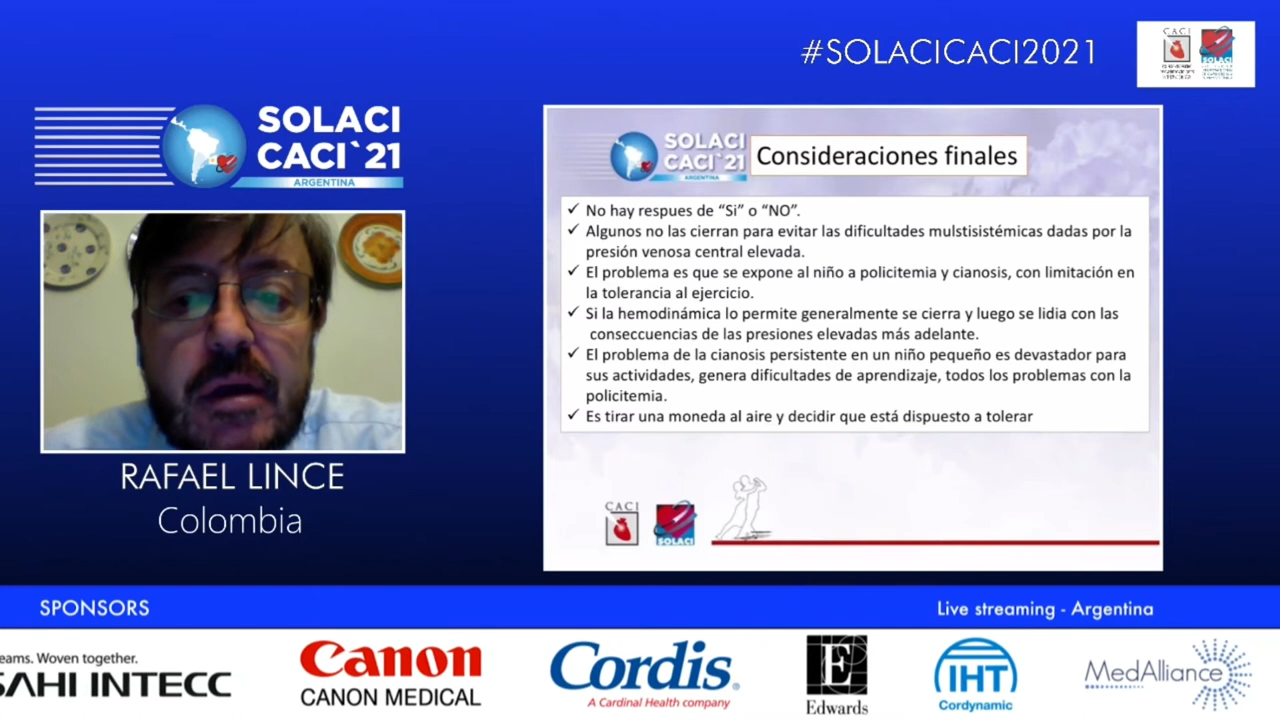 #SOLACICACI2021
CACI
SOLACI
SOLACI
CACI`21
ARGENTINA
RAFAEL LINCE
Colombia
SOLACI
CACI`21
ARGENTINA
Consideraciones finales
✓ No hay respues de “Si” o “NO”.
✓ Algunos no las cierran para evitar las dificultades multsisistémicas dadas por la
presión venosa central elevada.
✓ El problema es que se expone al niño a policitemia y cianosis, con limitación en
la tolerancia al ejercicio.
✓ Si la hemodinámica lo permite generalmente se cierra y luego se lidia con las
conseccuencias de las presiones elevadas más adelante.
✓ El problema de la cianosis persistente en un niño pequeño es devastador para
sus actividades, genera dificultades de aprendizaje, todos los problemas con la
policitemia.
✓ Es tirar una moneda al aire y decidir que está dispuesto a tolerar
CACI
SOLACI
SPONSORS
Live streaming - Argentina
eams. Woven together.
SAHI INTECC
Canon
CANON MEDICAL
Cordis®
A Cardinal Health company
E
Edwards
IHT
Cordynamic
MedAlliance